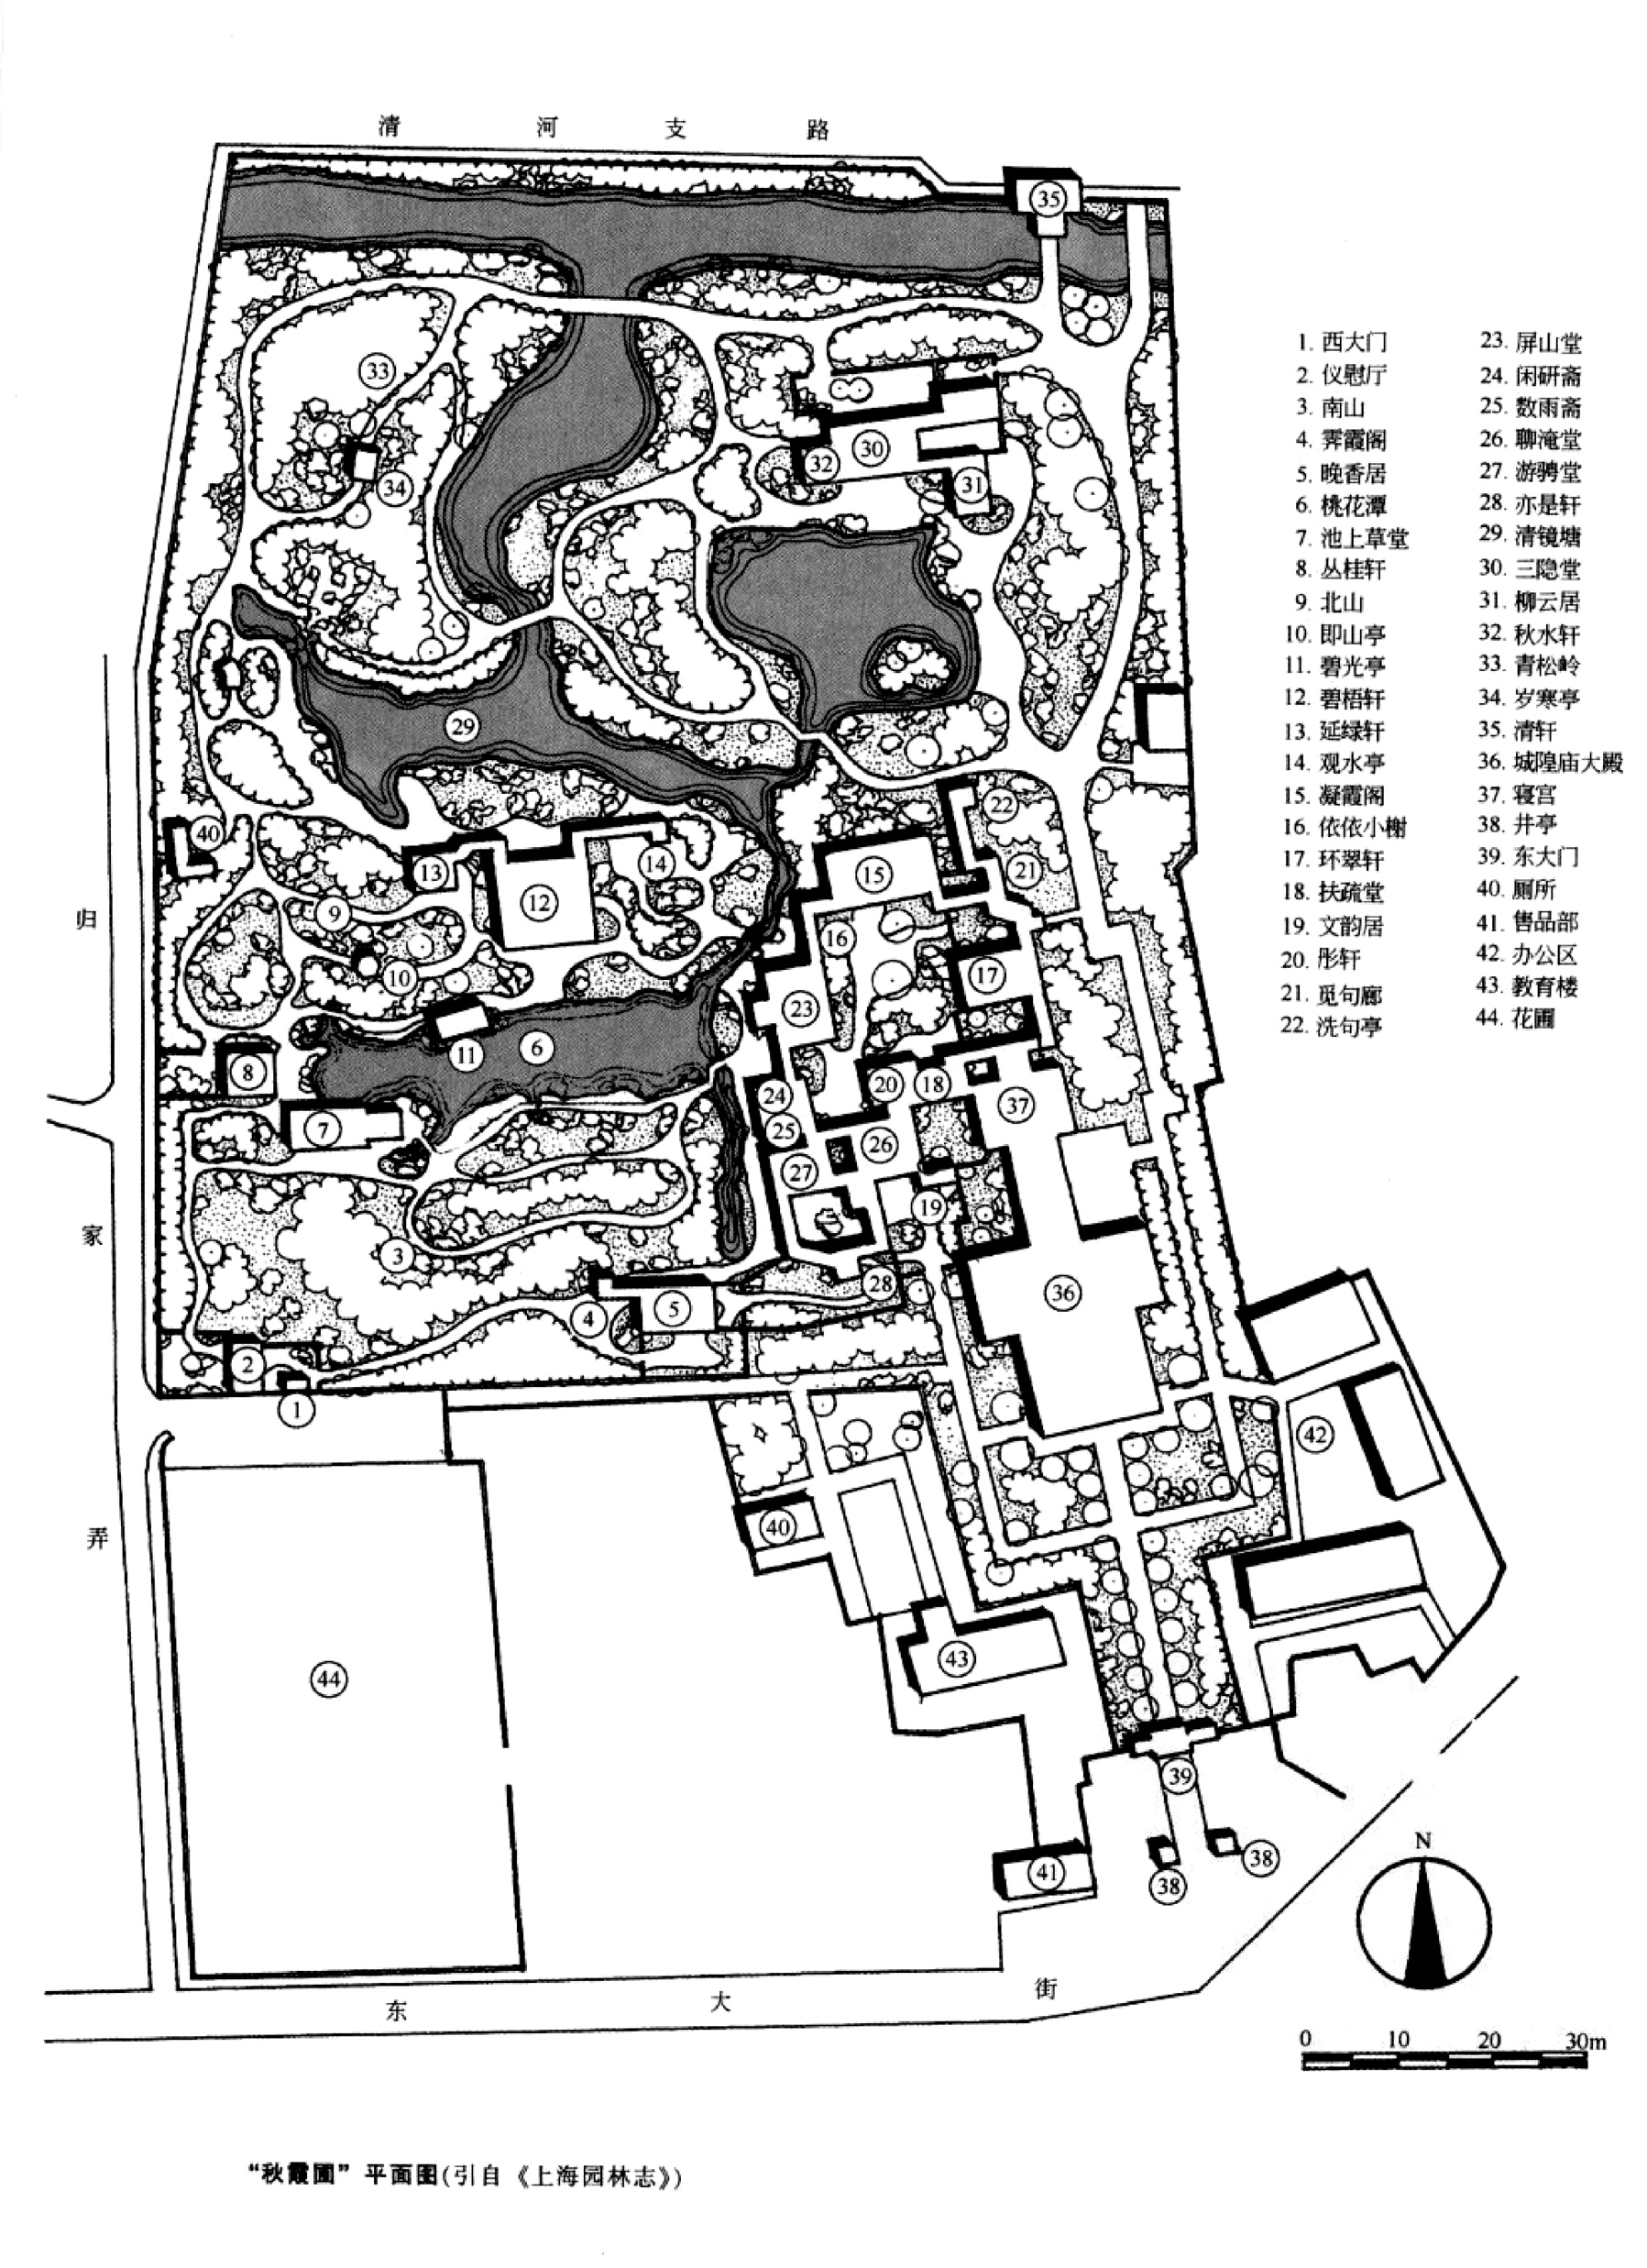 清 河 支 路
归 家 弄
东 大 街
1. 西大门
2. 仪慰厅
3. 南山
4. 霁霞阁
5. 晚香居
6. 桃花潭
7. 池上草堂
8. 丛桂轩
9. 北山
10. 即山亭
11. 碧光亭
12. 碧梧轩
13. 延绿轩
14. 观水亭
15. 凝霞阁
16. 依依小榭
17. 环翠轩
18. 扶疏堂
19. 文韵居
20. 彤轩
21. 觅句廊
22. 洗句亭
23. 屏山堂
24. 闲研斋
25. 数雨斋
26. 聊淹堂
27. 游骋堂
28. 亦是轩
29. 清镜塘
30. 三隐堂
31. 柳云居
32. 秋水轩
33. 青松岭
34. 岁寒亭
35. 清轩
36. 城隍庙大殿
37. 寝宫
38. 井亭
39. 东大门
40. 厕所
41. 售品部
42. 办公区
43. 教育楼
44. 花圃
35
33
34
30
32
31
29
22
40
13
14
15
21
12
9
16
10
17
23
11
6
8
20
18
24
37
7
25
26
27
19
3
28
36
5
4
2
1
42
40
43
44
39
38
41
38
N
0 10 20 30m
“秋霞圃”平面图(引自《上海园林志》)